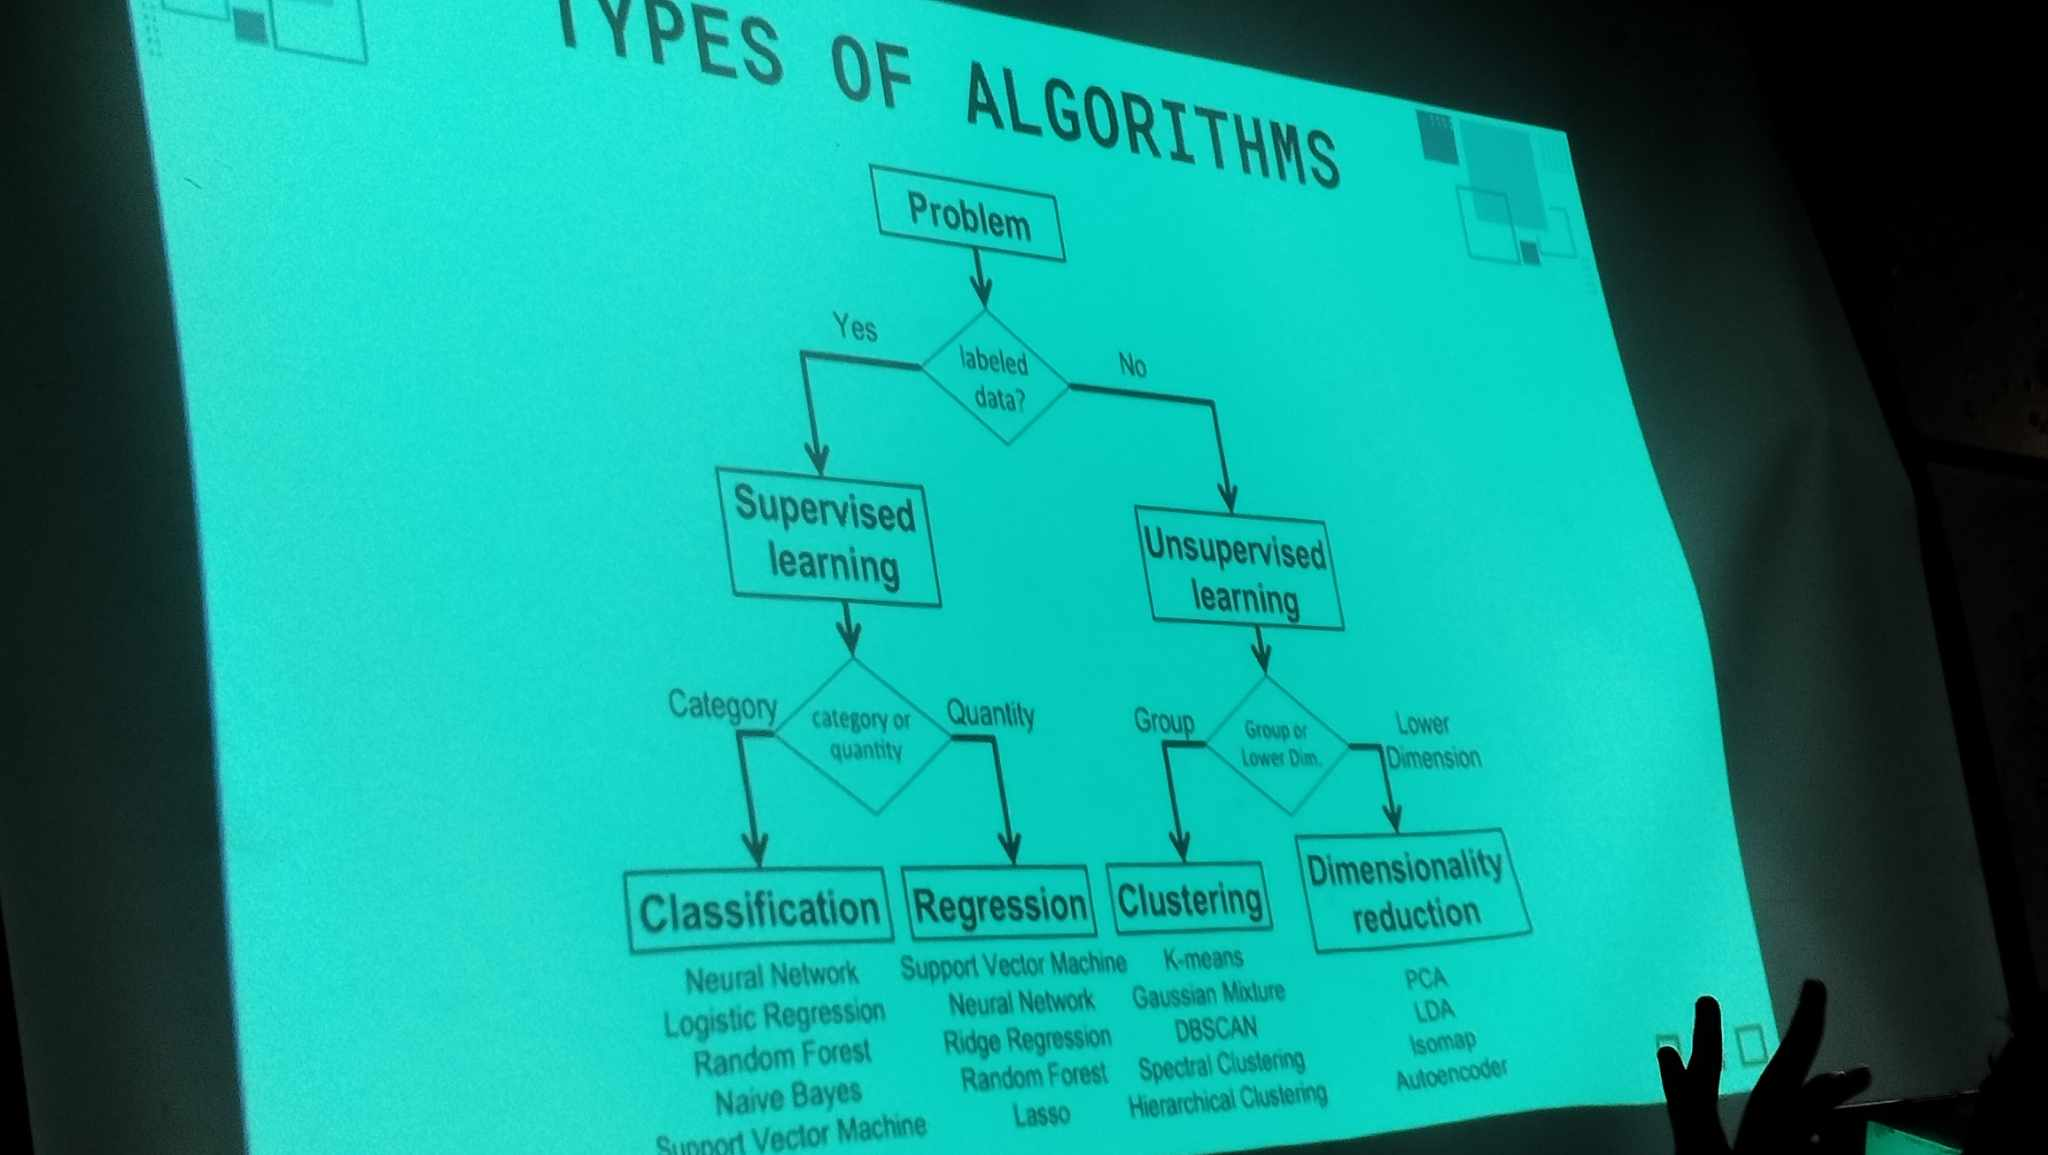 TYPES OF ALGORITHMS
Problem
labeled
data?
Yes
No
Supervised
learning
Unsupervised
learning
category or
quantity
Category
Quantity
Group or
Lower Dim.
Group
Lower
Dimension
Classification
Neural Network
Logistic Regression
Random Forest
Naive Bayes
Support Vector Machine
Regression
Support Vector Machine
Neural Network
Ridge Regression
Random Forest
Lasso
Clustering
K-means
Gaussian Mixture
DBSCAN
Spectral Clustering
Hierarchical Clustering
Dimensionality
reduction
PCA
LDA
Isomap
Autoencoder